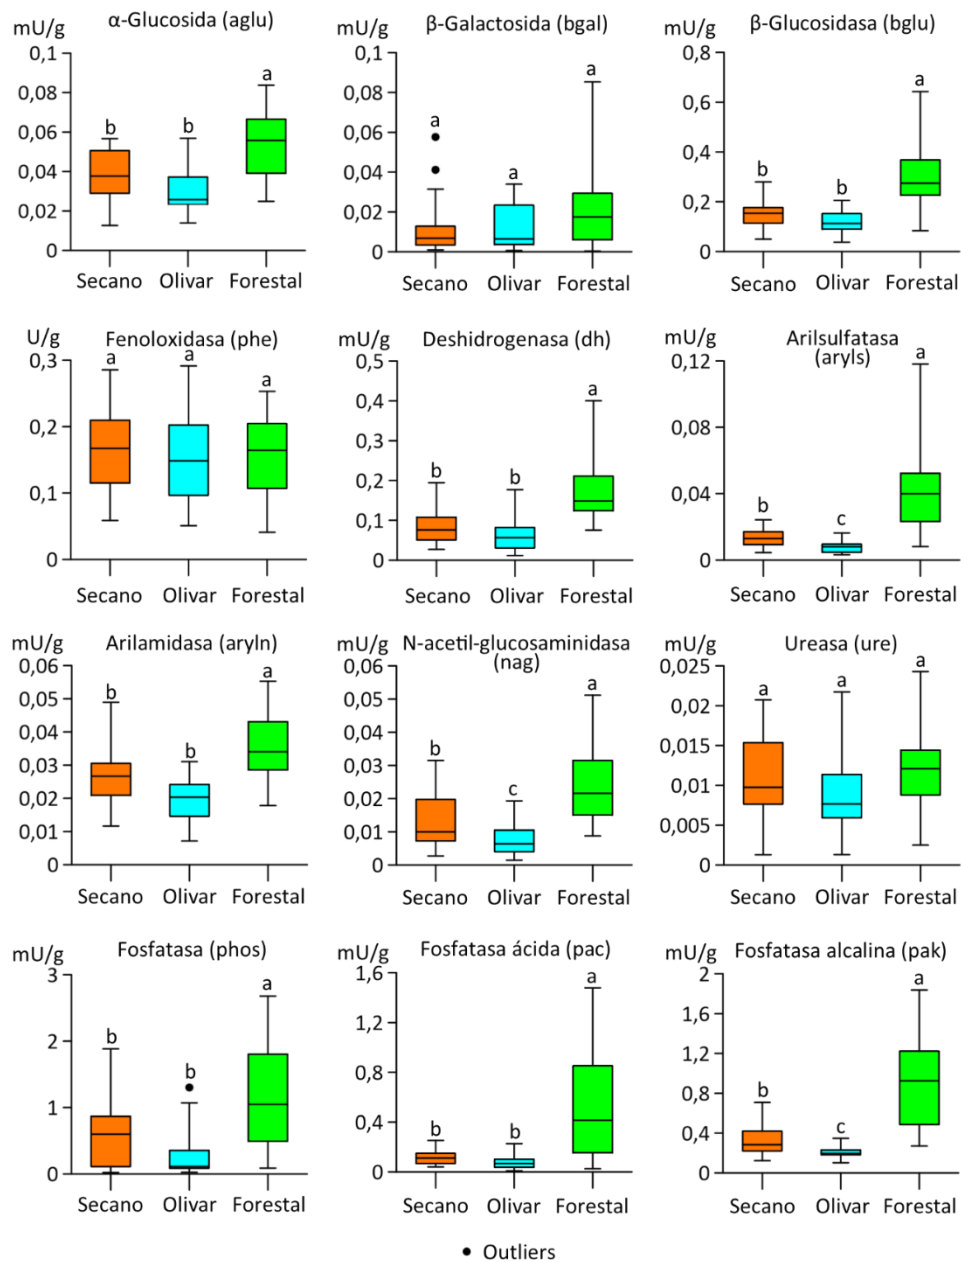 α-Glucosida (aglu)
mU/g
0,1
0,08
0,06
0,04
0,02
0
b
b
a
Secano Olivar Forestal
β-Galactosida (bgal)
mU/g
0,1
0,08
0,06
0,04
0,02
0
a
a
a
Secano Olivar Forestal
β-Glucosidasa (bglu)
mU/g
0,8
0,6
0,4
0,2
0
b
b
a
Secano Olivar Forestal
Fenoloxidasa (phe)
U/g
0,3
0,2
0,1
0
a
a
a
Secano Olivar Forestal
Deshidrogenasa (dh)
mU/g
0,5
0,4
0,3
0,2
0,1
0
b
b
a
Secano Olivar Forestal
Arilsulfatasa
(aryls)
mU/g
0,12
0,08
0,04
0
b
c
a
Secano Olivar Forestal
Arilamidasa (aryln)
mU/g
0,06
0,05
0,04
0,03
0,02
0,01
0
b
b
a
Secano Olivar Forestal
N-acetil-glucosaminidasa
(nag)
mU/g
0,06
0,05
0,04
0,03
0,02
0,01
0
b
c
a
Secano Olivar Forestal
Ureasa (ure)
mU/g
0,025
0,02
0,015
0,01
0,005
0
a
a
a
Secano Olivar Forestal
Fosfatasa (phos)
mU/g
3
2
1
0
b
b
a
Secano Olivar Forestal
Fosfatasa ácida (pac)
mU/g
1,6
1,2
0,8
0,4
0
b
b
a
Secano Olivar Forestal
Fosfatasa alcalina (pak)
mU/g
2
1,6
1,2
0,8
0,4
0
b
c
a
Secano Olivar Forestal
• Outliers